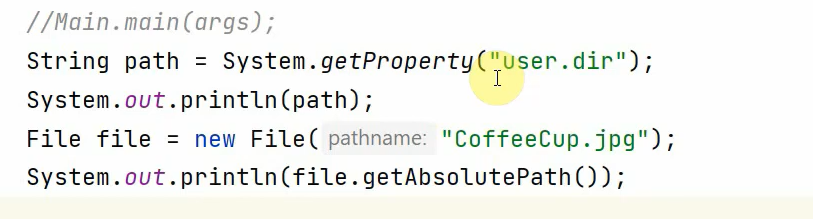 //Main.main(args);
String path = System.getProperty("user.dir");
System.out.println(path);
File file = new File( pathname: "CoffeeCup.jpg");
System.out.println(file.getAbsolutePath());